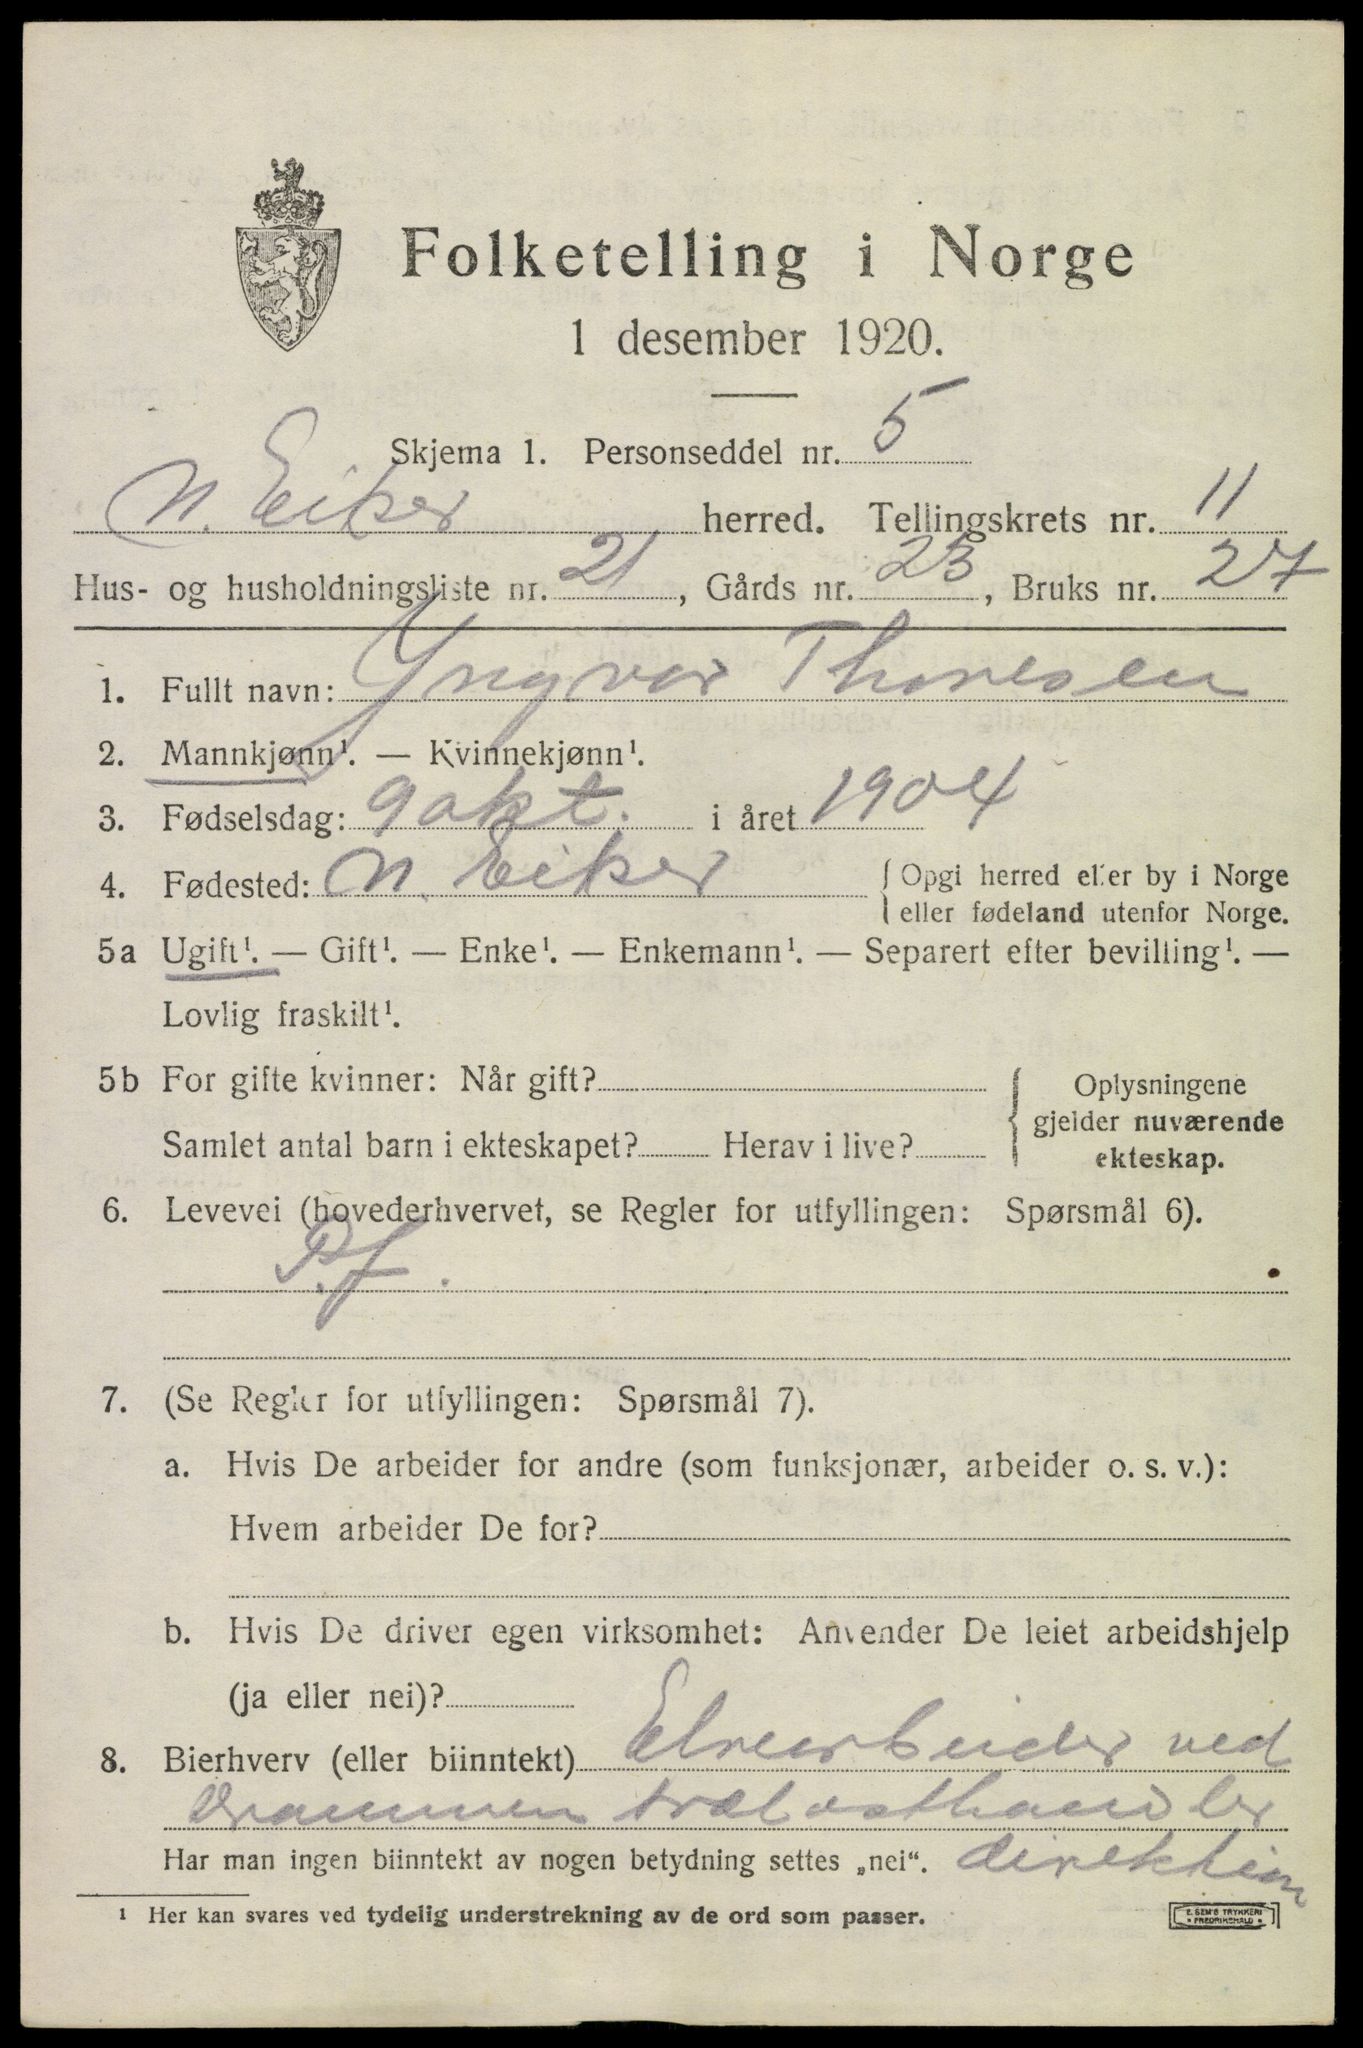 Folketelling i Norge
1 desember 1920.
Skjema 1. Personseddel nr. 5
N. Eiker herred. Tellingskrets nr. 11
Hus- og husholdningsliste nr. 21, Gårds nr. 23, Bruks nr. 27
1. Fullt navn: Yngvar Thoresen
2. Mannkjønn¹. — Kvinnekjønn¹.
3. Fødselsdag: 9 okt. i året 1904
4. Fødested: N. Eiker { Opgi herred eller by i Norge
eller fødeland utenfor Norge.
5a Ugift¹. — Gift¹. — Enke¹. — Enkemann¹. — Separert efter bevilling¹. —
Lovlig fraskilt¹.
5b For gifte kvinner: Når gift? { Oplysningene
gjelder nuværende
Samlet antal barn i ekteskapet? Herav i live?
ekteskap.
6. Levevei (hovederhvervet, se Regler for utfyllingen: Spørsmål 6).
P.f.
7. (Se Regler for utfyllingen: Spørsmål 7).
a. Hvis De arbeider for andre (som funksjonær, arbeider o. s. v.):
Hvem arbeider De for?
b. Hvis De driver egen virksomhet: Anvender De leiet arbeidshjelp
(ja eller nei)?
8. Bierhverv (eller biinntekt) Elvearbeider ved
Drammen trælasthandler
Har man ingen biinntekt av nogen betydning settes „nei“. direktion
¹ Her kan svares ved tydelig understrekning av de ord som passer.
E. SEM'S TRYKKERI
FREDRIKSHALD